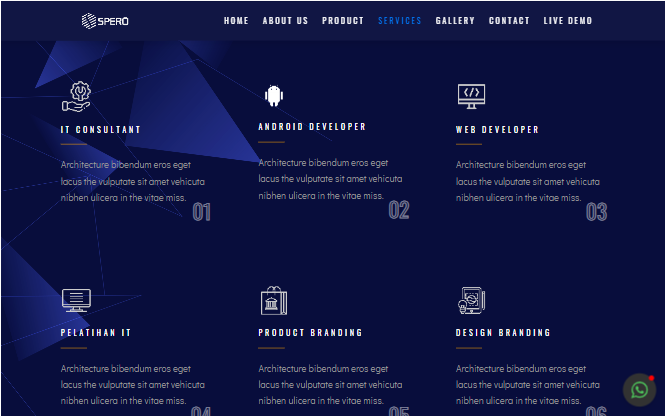 SPERO
HOME ABOUT US PRODUCT SERVICES GALLERY CONTACT LIVE DEMO
IT CONSULTANT
Architecture bibendum eros eget
lacus the vulputate sit amet vehicuta
nibhen ulicera in the vitae miss.
01
ANDROID DEVELOPER
Architecture bibendum eros eget
lacus the vulputate sit amet vehicuta
nibhen ulicera in the vitae miss.
02
WEB DEVELOPER
Architecture bibendum eros eget
lacus the vulputate sit amet vehicuta
nibhen ulicera in the vitae miss.
03
PELATIHAN IT
Architecture bibendum eros eget
lacus the vulputate sit amet vehicuta
nibhen ulicera in the vitae miss.
04
PRODUCT BRANDING
Architecture bibendum eros eget
lacus the vulputate sit amet vehicuta
nibhen ulicera in the vitae miss.
05
DESIGN BRANDING
Architecture bibendum eros eget
lacus the vulputate sit amet vehicuta
nibhen ulicera in the vitae miss.
06